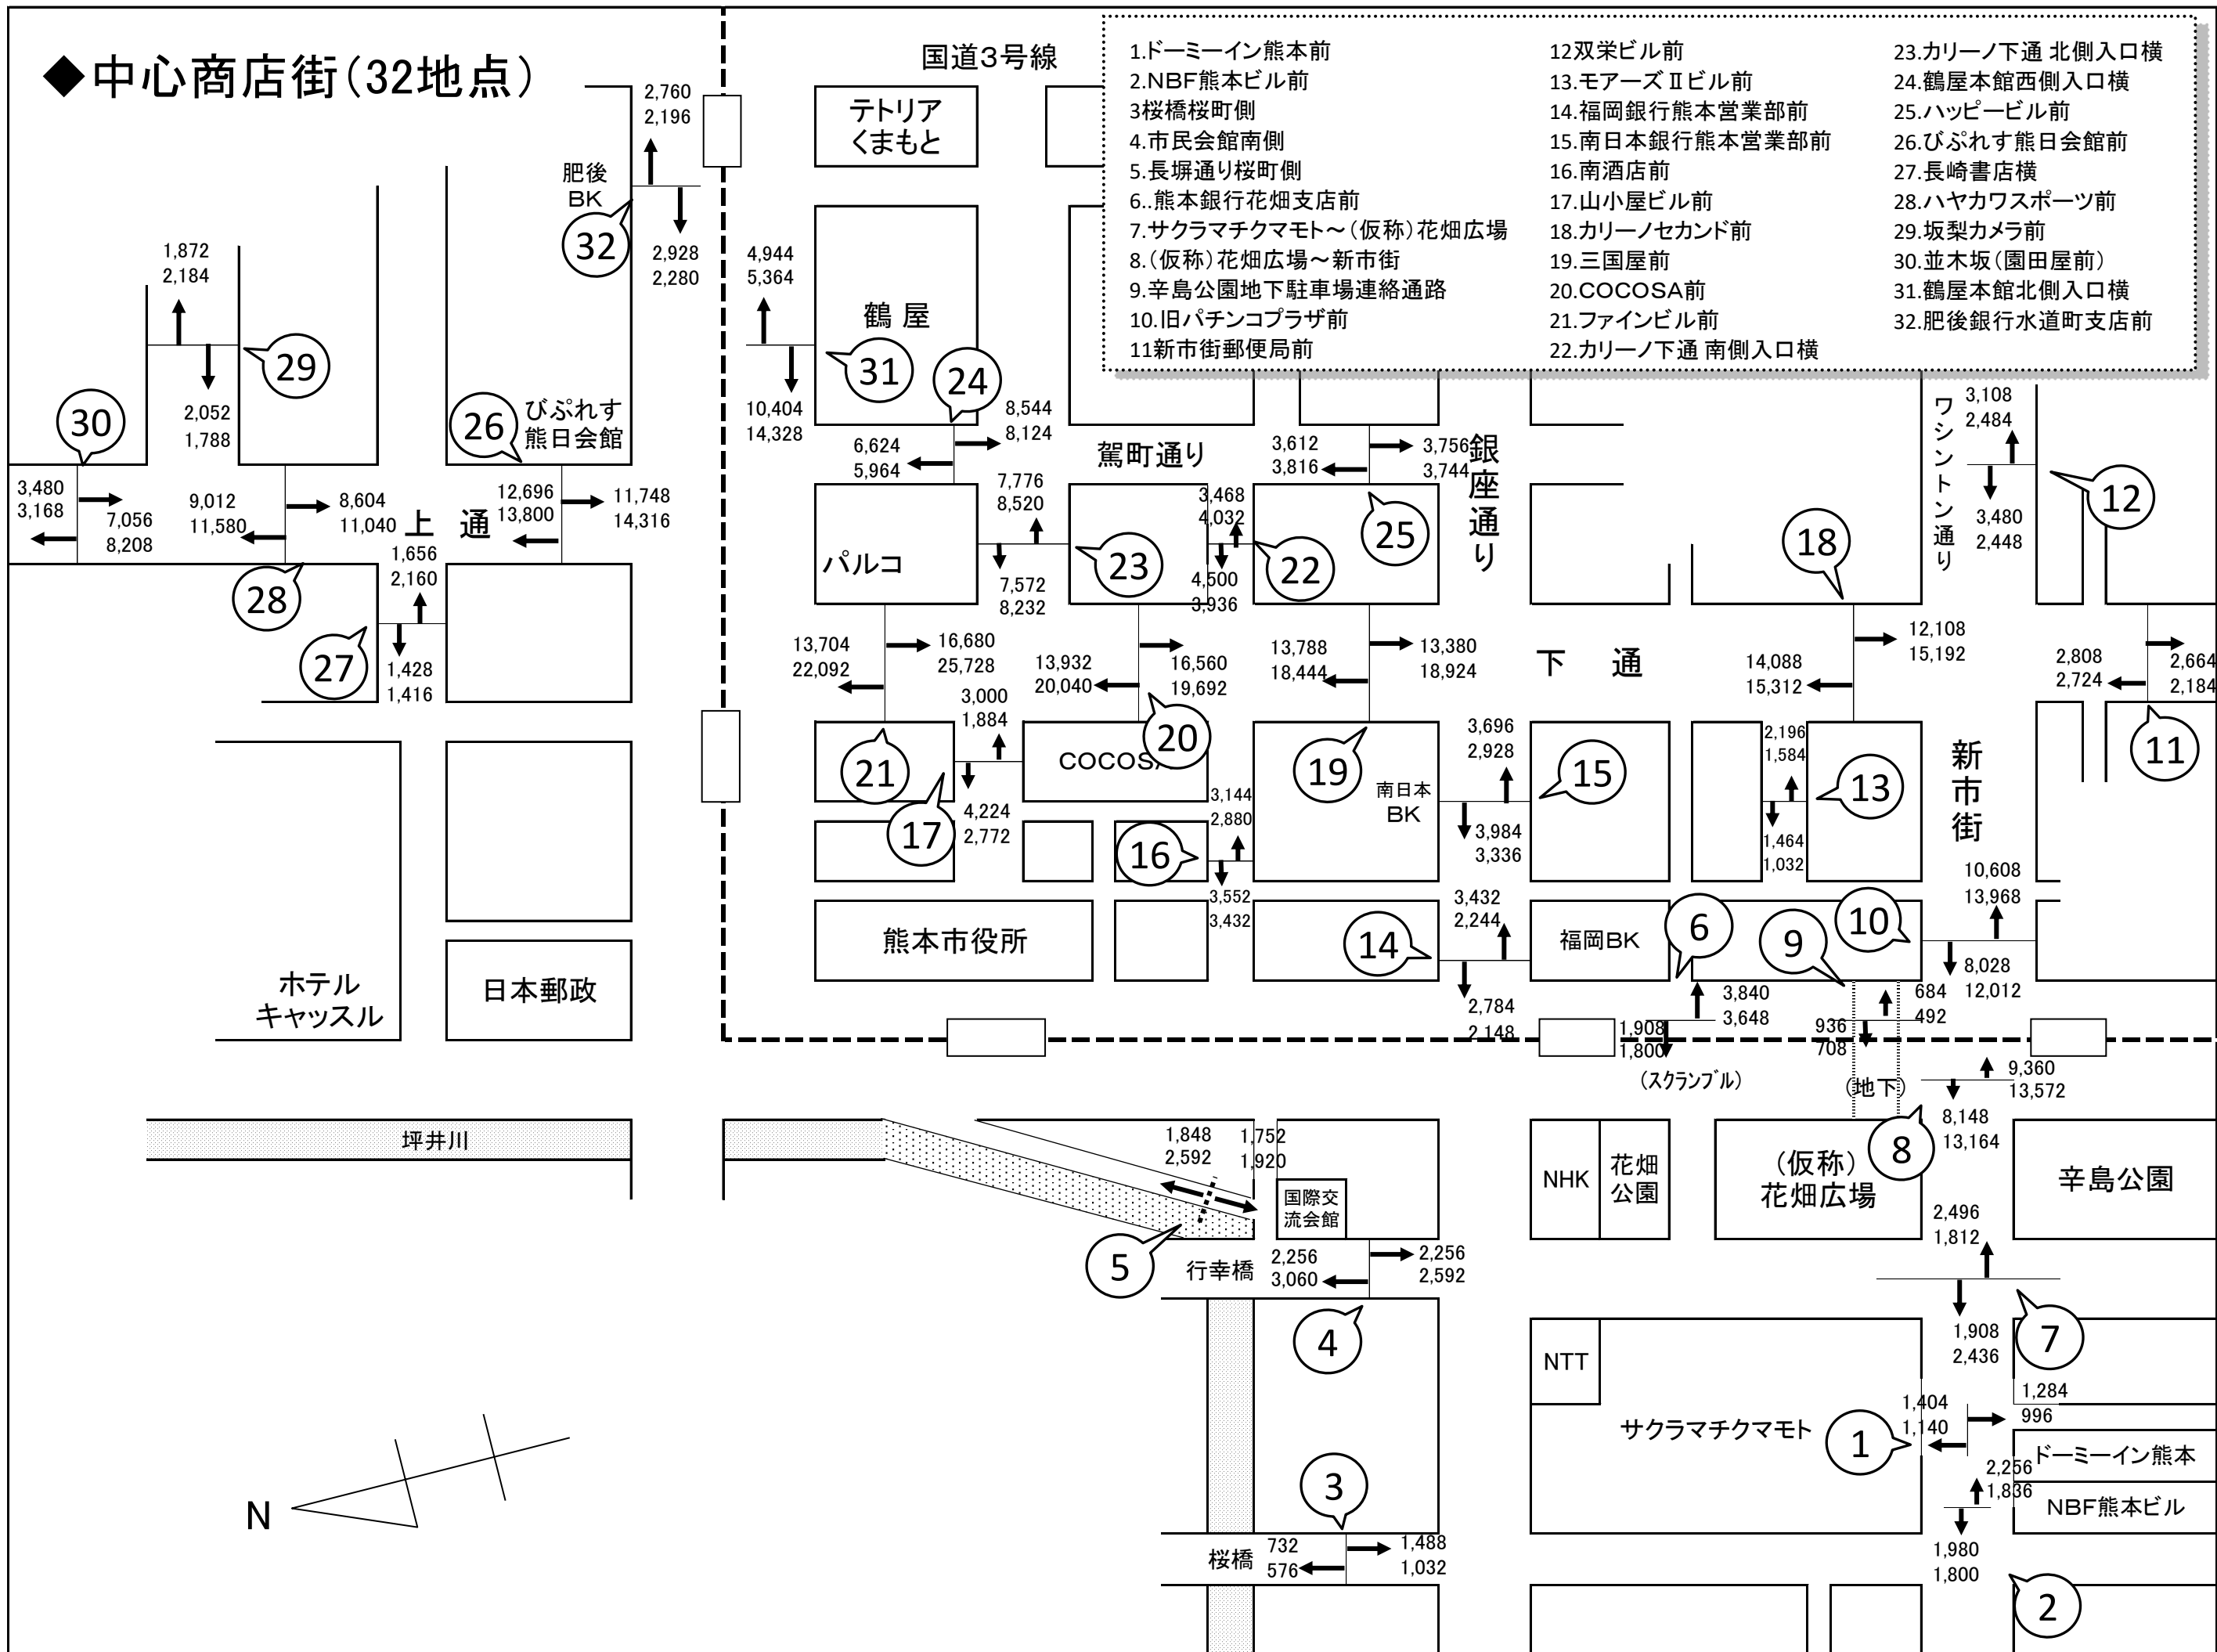 ◆中心商店街(32地点)
国道3号線
1.ドーミーイン熊本前
2.NBF熊本ビル前
3桜橋桜町側
4.市民会館南側
5.長塀通り桜町側
6..熊本銀行花畑支店前
7.サクラマチクマモト～(仮称)花畑広場
8.(仮称)花畑広場～新市街
9.辛島公園地下駐車場連絡通路
10.旧パチンコプラザ前
11新市街郵便局前
12双栄ビル前
13.モアーズⅡビル前
14.福岡銀行熊本営業部前
15.南日本銀行熊本営業部前
16.南酒店前
17.山小屋ビル前
18.カリーノセカンド前
19.三国屋前
20.COCOSA前
21.ファインビル前
22.カリーノ下通 南側入口横
23.カリーノ下通 北側入口横
24.鶴屋本館西側入口横
25.ハッピービル前
26.びぷれす熊日会館前
27.長崎書店横
28.ハヤカワスポーツ前
29.坂梨カメラ前
30.並木坂(園田屋前)
31.鶴屋本館北側入口横
32.肥後銀行水道町支店前
テトリア
くまもと
2,760
2,196
肥後
BK
32
2,928
2,280
1,872
2,184
29
2,052
1,788
30
3,480
3,168
7,056
8,208
9,012
11,580
8,604
11,040
28
上 通
26
びぷれす
熊日会館
12,696
13,800
11,748
14,316
1,656
2,160
27
1,428
1,416
4,944
5,364
鶴 屋
31
10,404
14,328
24
8,544
8,124
6,624
5,964
駕町通り
3,612
3,816
3,756
3,744
銀座通り
25
ワシントン通り
3,108
2,484
12
3,480
2,448
パルコ
7,776
8,520
23
7,572
8,232
3,468
4,032
22
4,500
3,936
18
13,704
22,092
16,680
25,728
21
13,932
20,040
16,560
19,692
20
13,788
18,444
13,380
18,924
19
下 通
14,088
15,312
12,108
15,192
2,808
2,724
2,664
2,184
11
3,000
1,884
17
4,224
2,772
COCOSA
3,144
2,880
16
3,552
3,432
南日本
BK
3,696
2,928
15
3,984
3,336
2,196
1,584
13
1,464
1,032
新市街
10,608
13,968
10
8,028
12,012
熊本市役所
14
3,432
2,244
2,784
2,148
福岡BK
6
3,840
3,648
1,908
1,800
9
684
492
936
708
ホテル
キャッスル
日本郵政
(スクランブル)
(地下)
9,360
13,572
8,148
13,164
8
坪井川
1,848
2,592
1,752
1,920
5
国際交
流会館
NHK
花畑
公園
(仮称)
花畑広場
辛島公園
行幸橋
2,256
3,060
2,256
2,592
4
2,496
1,812
1,908
2,436
7
NTT
サクラマチクマモト
1
1,404
1,140
1,284
996
ドーミーイン熊本
2,256
1,836
NBF熊本ビル
3
桜橋
732
576
1,488
1,032
1,980
1,800
2
N